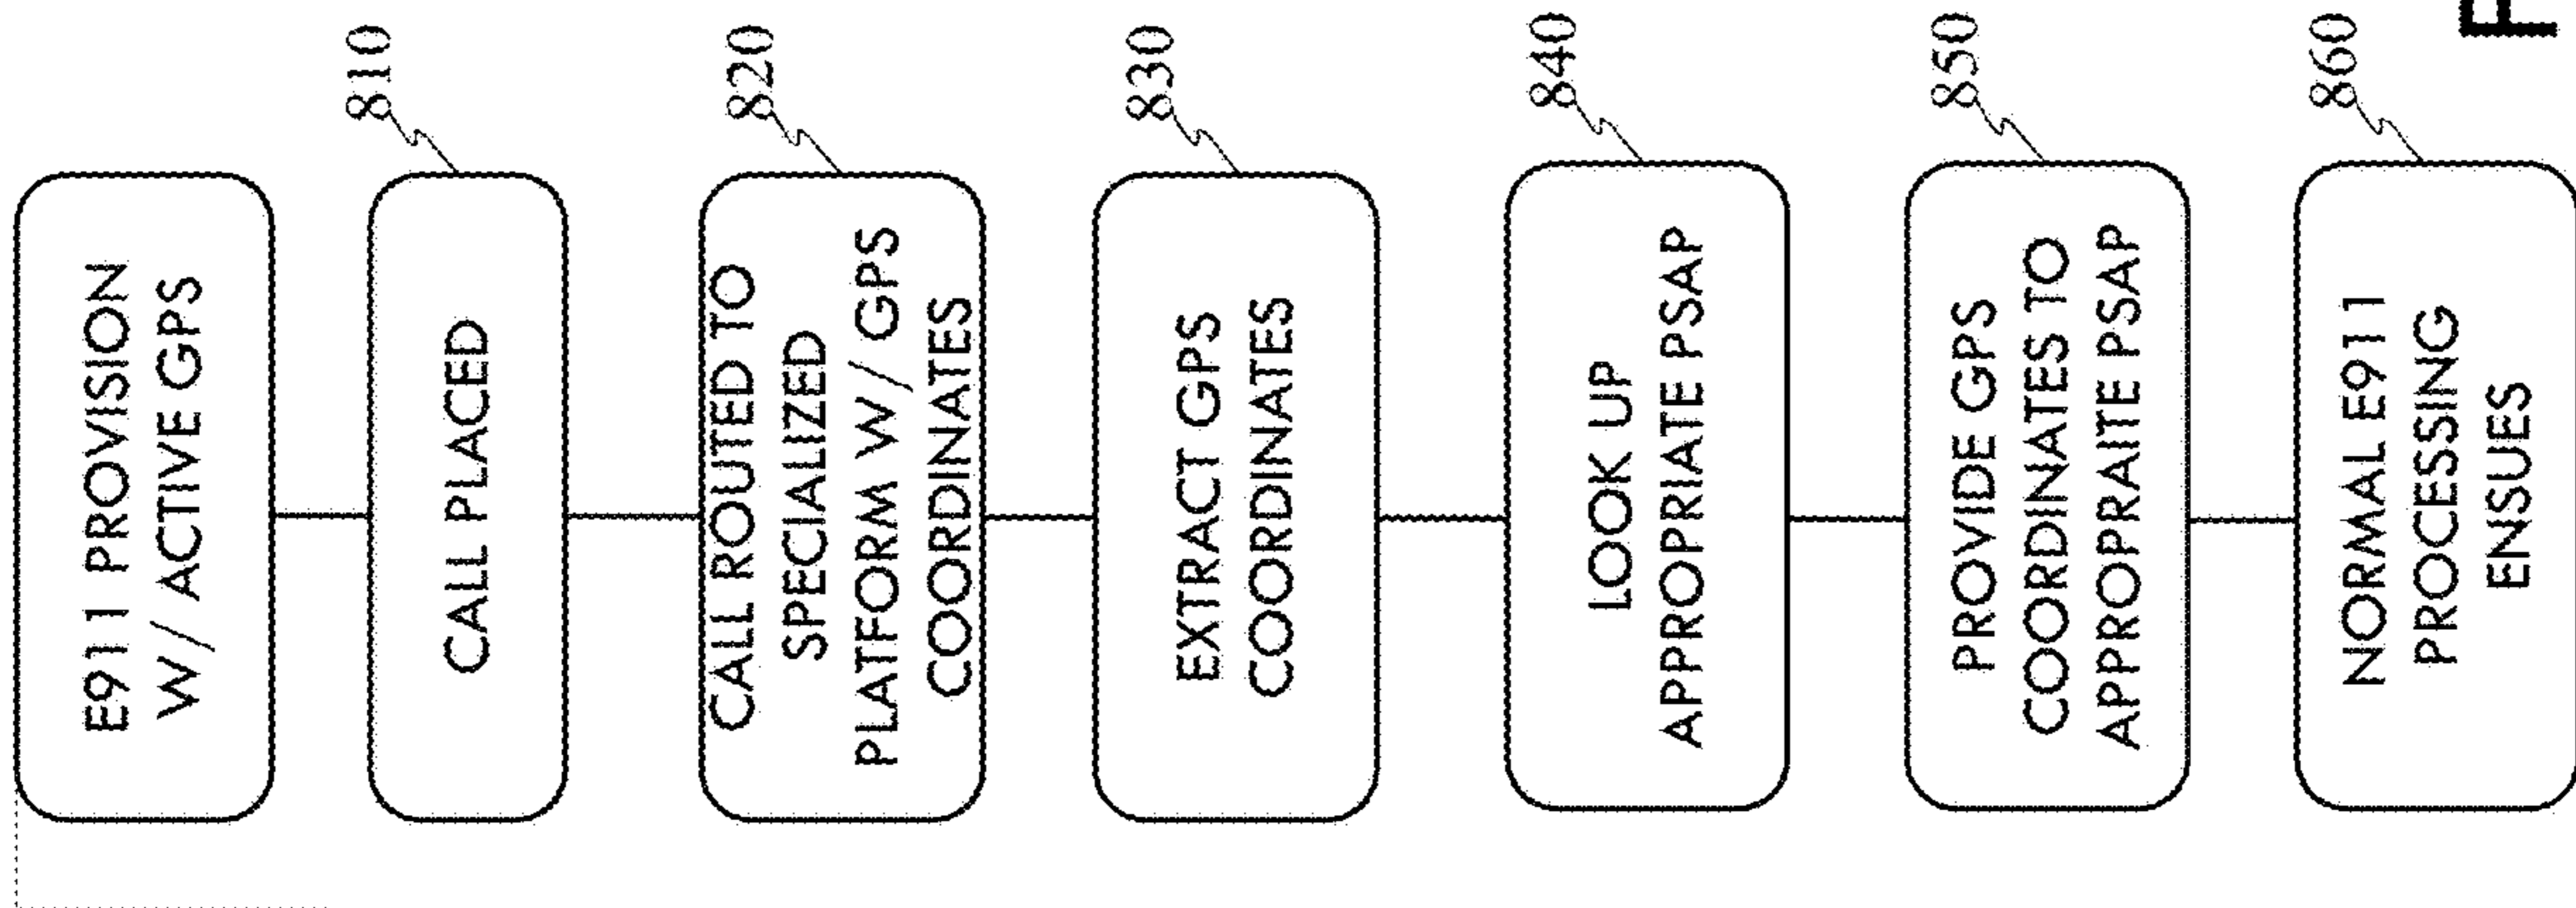 E911 PROVISION
W/ ACTIVE GPS
CALL PLACED
810
CALL ROUTED TO
SPECIALIZED
PLATFORM W/ GPS
COORDINATES
820
EXTRACT GPS
COORDINATES
830
LOOK UP
APPROPRIATE PSAP
840
PROVIDE GPS
COORDINATES TO
APPROPRAITE PSAP
850
NORMAL E911
PROCESSING
ENSUES
860